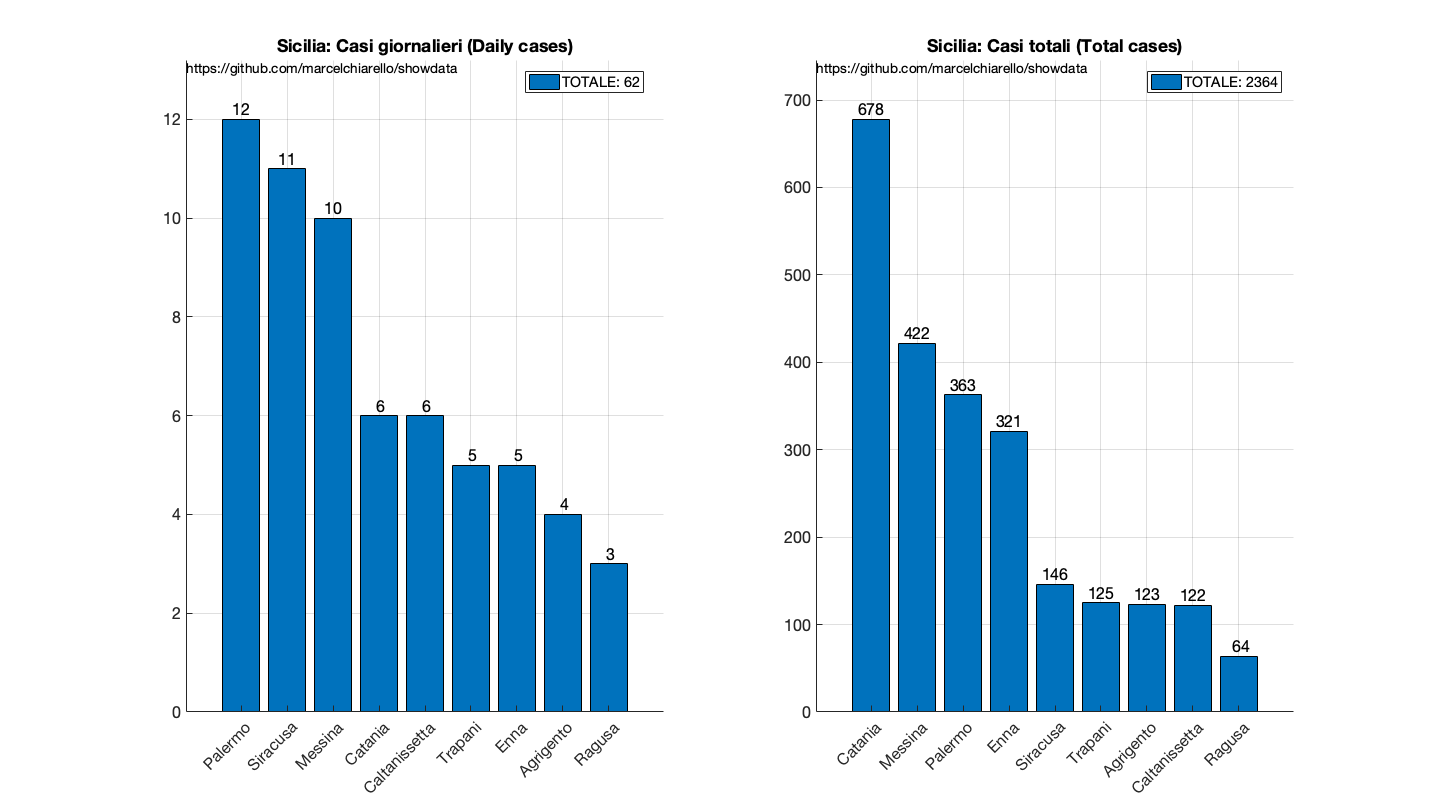 Sicilia: Casi giornalieri (Daily cases)
https://github.com/marcelchiarello/showdata
TOTALE: 62
12
10
8
6
4
2
0
12
11
10
6
6
5
5
4
3
Palermo
Siracusa
Messina
Catania
Caltanissetta
Trapani
Enna
Agrigento
Ragusa
Sicilia: Casi totali (Total cases)
https://github.com/marcelchiarello/showdata
TOTALE: 2364
700
600
500
400
300
200
100
0
678
422
363
321
146
125
123
122
64
Catania
Messina
Palermo
Enna
Siracusa
Trapani
Agrigento
Caltanissetta
Ragusa